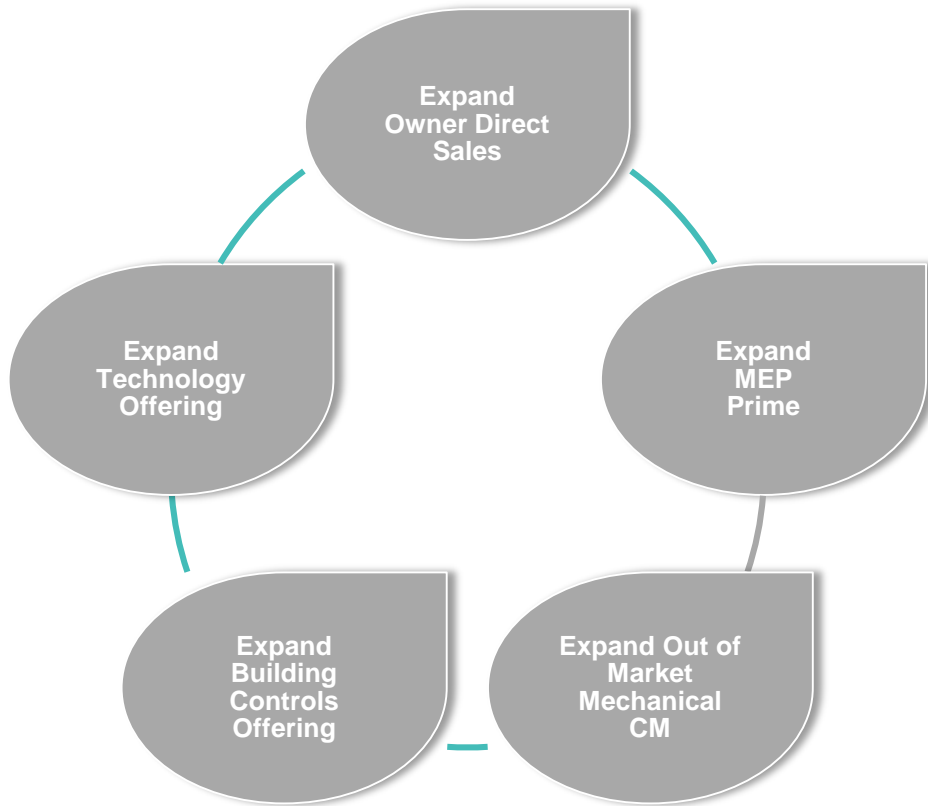 Expand
Owner Direct
Sales
Expand
MEP
Prime
Expand Out of
Market
Mechanical
CM
Expand
Building
Controls
Offering
Expand
Technology
Offering